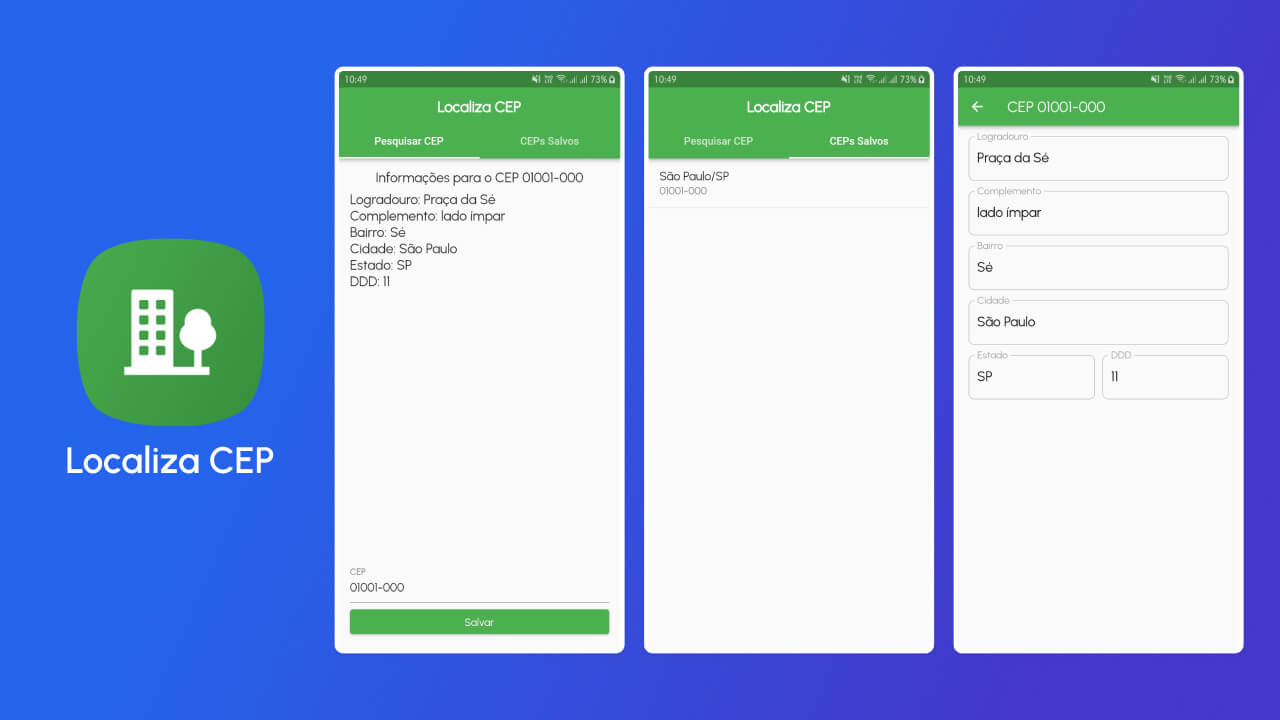 Localiza CEP
10:49
73%
Localiza CEP
Pesquisar CEP
CEPs Salvos
Informações para o CEP 01001-000
Logradouro: Praça da Sé
Complemento: lado ímpar
Bairro: Sé
Cidade: São Paulo
Estado: SP
DDD: 11
CEP
01001-000
Salvar
10:49
73%
Localiza CEP
Pesquisar CEP
CEPs Salvos
São Paulo/SP
01001-000
10:49
73%
CEP 01001-000
Logradouro
Praça da Sé
Complemento
lado ímpar
Bairro
Sé
Cidade
São Paulo
Estado
SP
DDD
11